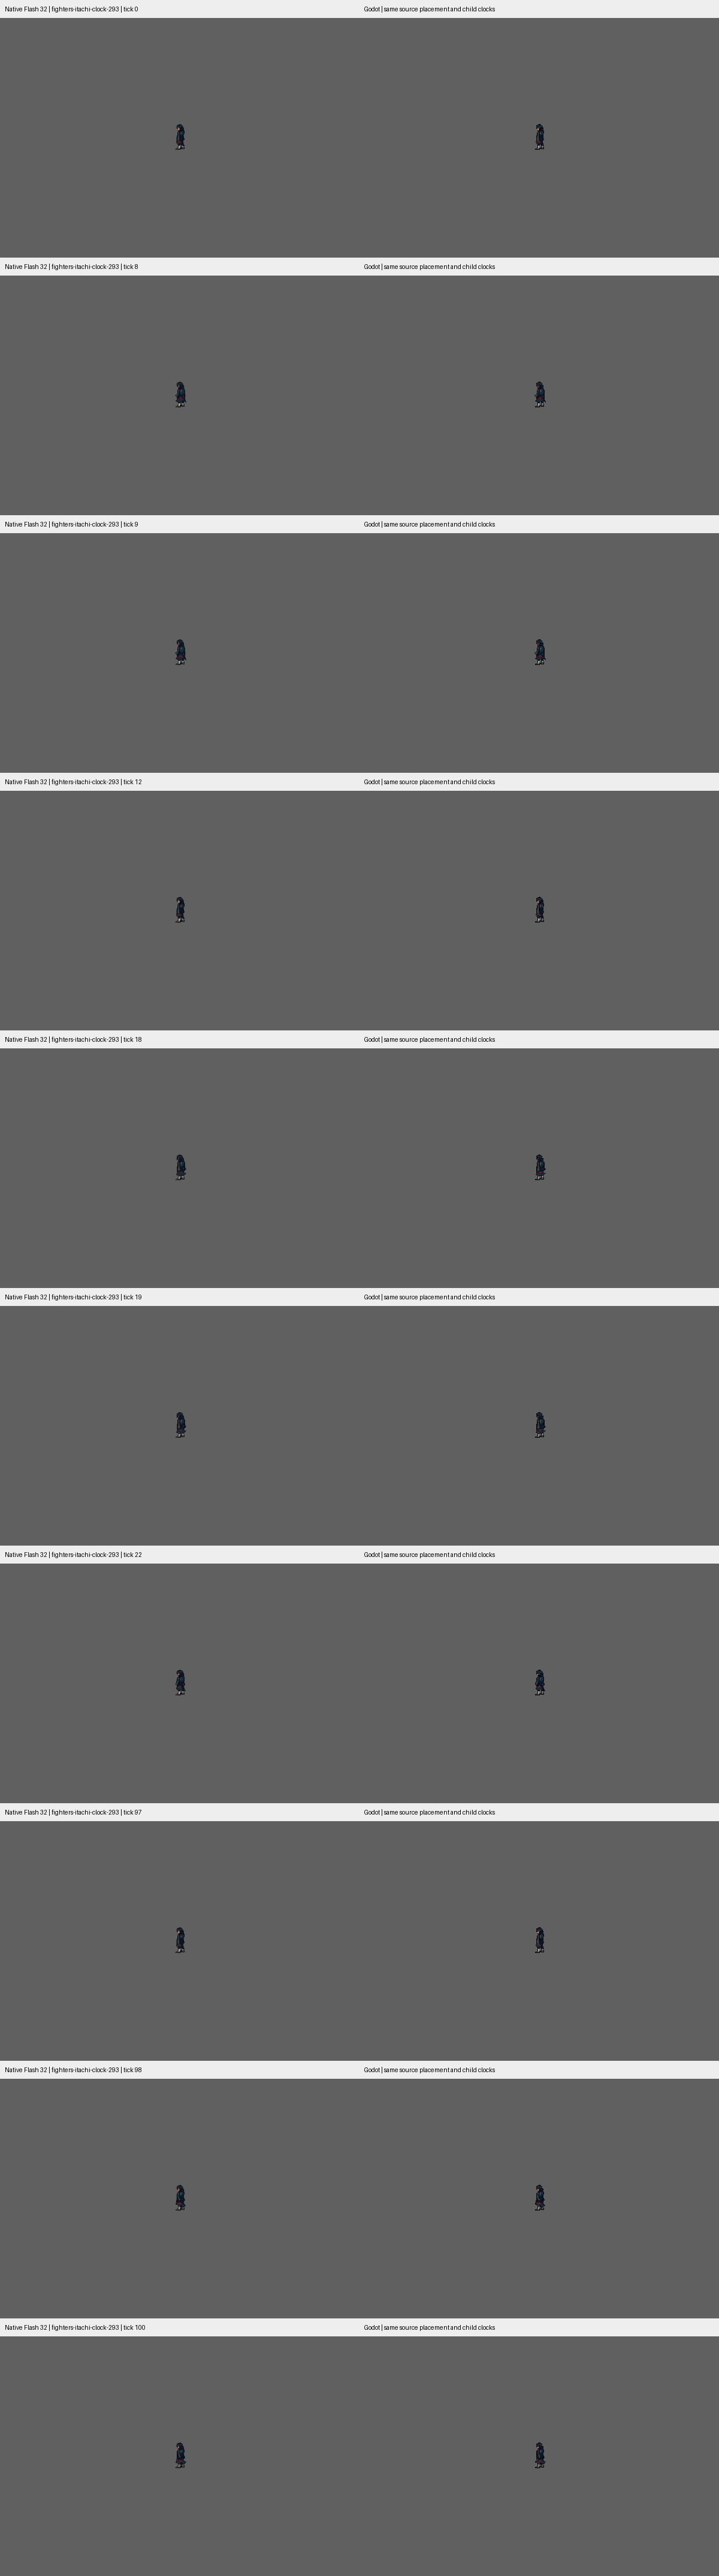 Native Flash 32 | fighters-itachi-clock-293 | tick 0
Godot | same source placement and child clocks
Native Flash 32 | fighters-itachi-clock-293 | tick 8
Godot | same source placement and child clocks
Native Flash 32 | fighters-itachi-clock-293 | tick 9
Godot | same source placement and child clocks
Native Flash 32 | fighters-itachi-clock-293 | tick 12
Godot | same source placement and child clocks
Native Flash 32 | fighters-itachi-clock-293 | tick 18
Godot | same source placement and child clocks
Native Flash 32 | fighters-itachi-clock-293 | tick 19
Godot | same source placement and child clocks
Native Flash 32 | fighters-itachi-clock-293 | tick 22
Godot | same source placement and child clocks
Native Flash 32 | fighters-itachi-clock-293 | tick 97
Godot | same source placement and child clocks
Native Flash 32 | fighters-itachi-clock-293 | tick 98
Godot | same source placement and child clocks
Native Flash 32 | fighters-itachi-clock-293 | tick 100
Godot | same source placement and child clocks